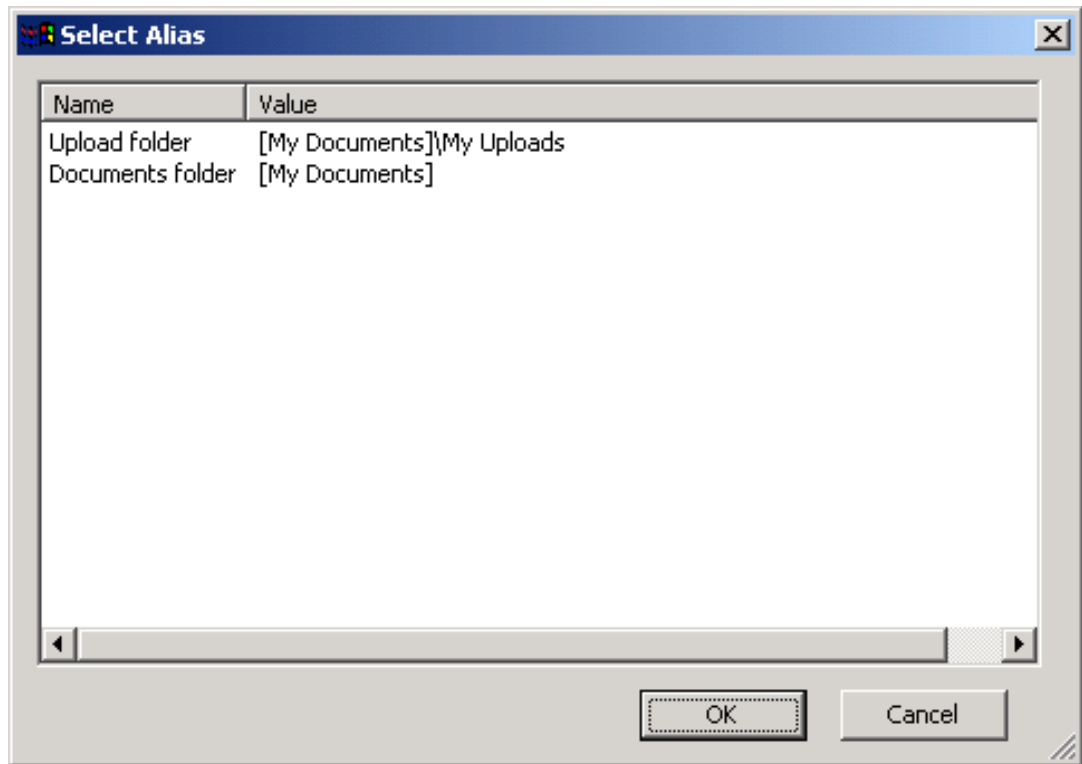 Select Alias
Name Value
Upload folder [My Documents]\My Uploads
Documents folder [My Documents]
OK Cancel